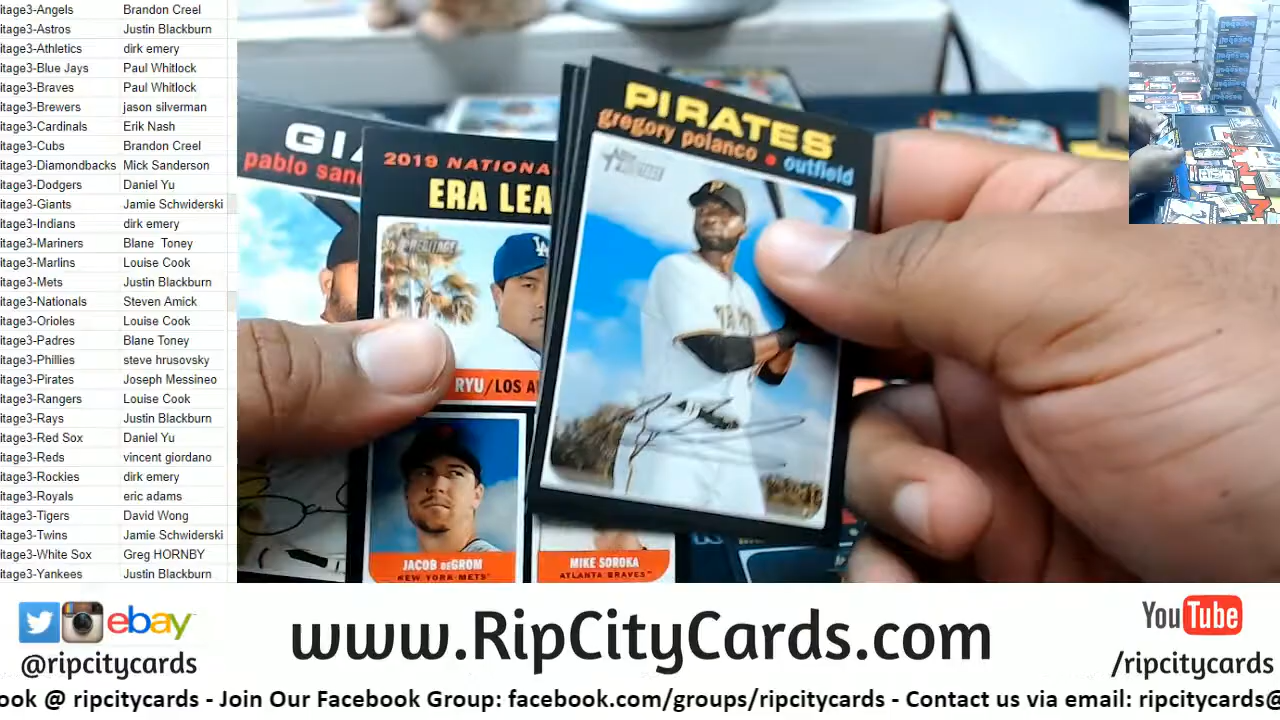 itage3-Angels Brandon Creel
itage3-Astros Justin Blackburn
itage3-Athletics dirk emery
itage3-Blue Jays Paul Whitlock
itage3-Braves Paul Whitlock
itage3-Brewers jason silverman
itage3-Cardinals Erik Nash
itage3-Cubs Brandon Creel
itage3-Diamondbacks Mick Sanderson
itage3-Dodgers Daniel Yu
itage3-Giants Jamie Schwiderski
itage3-Indians dirk emery
itage3-Mariners Blane Toney
itage3-Marlins Louise Cook
itage3-Mets Justin Blackburn
itage3-Nationals Steven Amick
itage3-Orioles Louise Cook
itage3-Padres Blane Toney
itage3-Phillies steve hrusovsky
itage3-Pirates Joseph Messineo
itage3-Rangers Louise Cook
itage3-Rays Justin Blackburn
itage3-Red Sox Daniel Yu
itage3-Reds vincent giordano
itage3-Rockies dirk emery
itage3-Royals eric adams
itage3-Tigers David Wong
itage3-Twins Jamie Schwiderski
itage3-White Sox Greg HORNBY
itage3-Yankees Justin Blackburn
GI
pablo san
2019 NATIONA
ERA LEA
HERITAGE
RYU/LOS A
JACOB deGROM
NEW YORK METS
MIKE SOROKA
ATLANTA BRAVES
PIRATES
gregory polanco • outfield
HERITAGE
ebay
@ripcitycards
www.RipCityCards.com
YouTube
/ripcitycards
ook @ ripcitycards - Join Our Facebook Group: facebook.com/groups/ripcitycards - Contact us via email: ripcitycards@